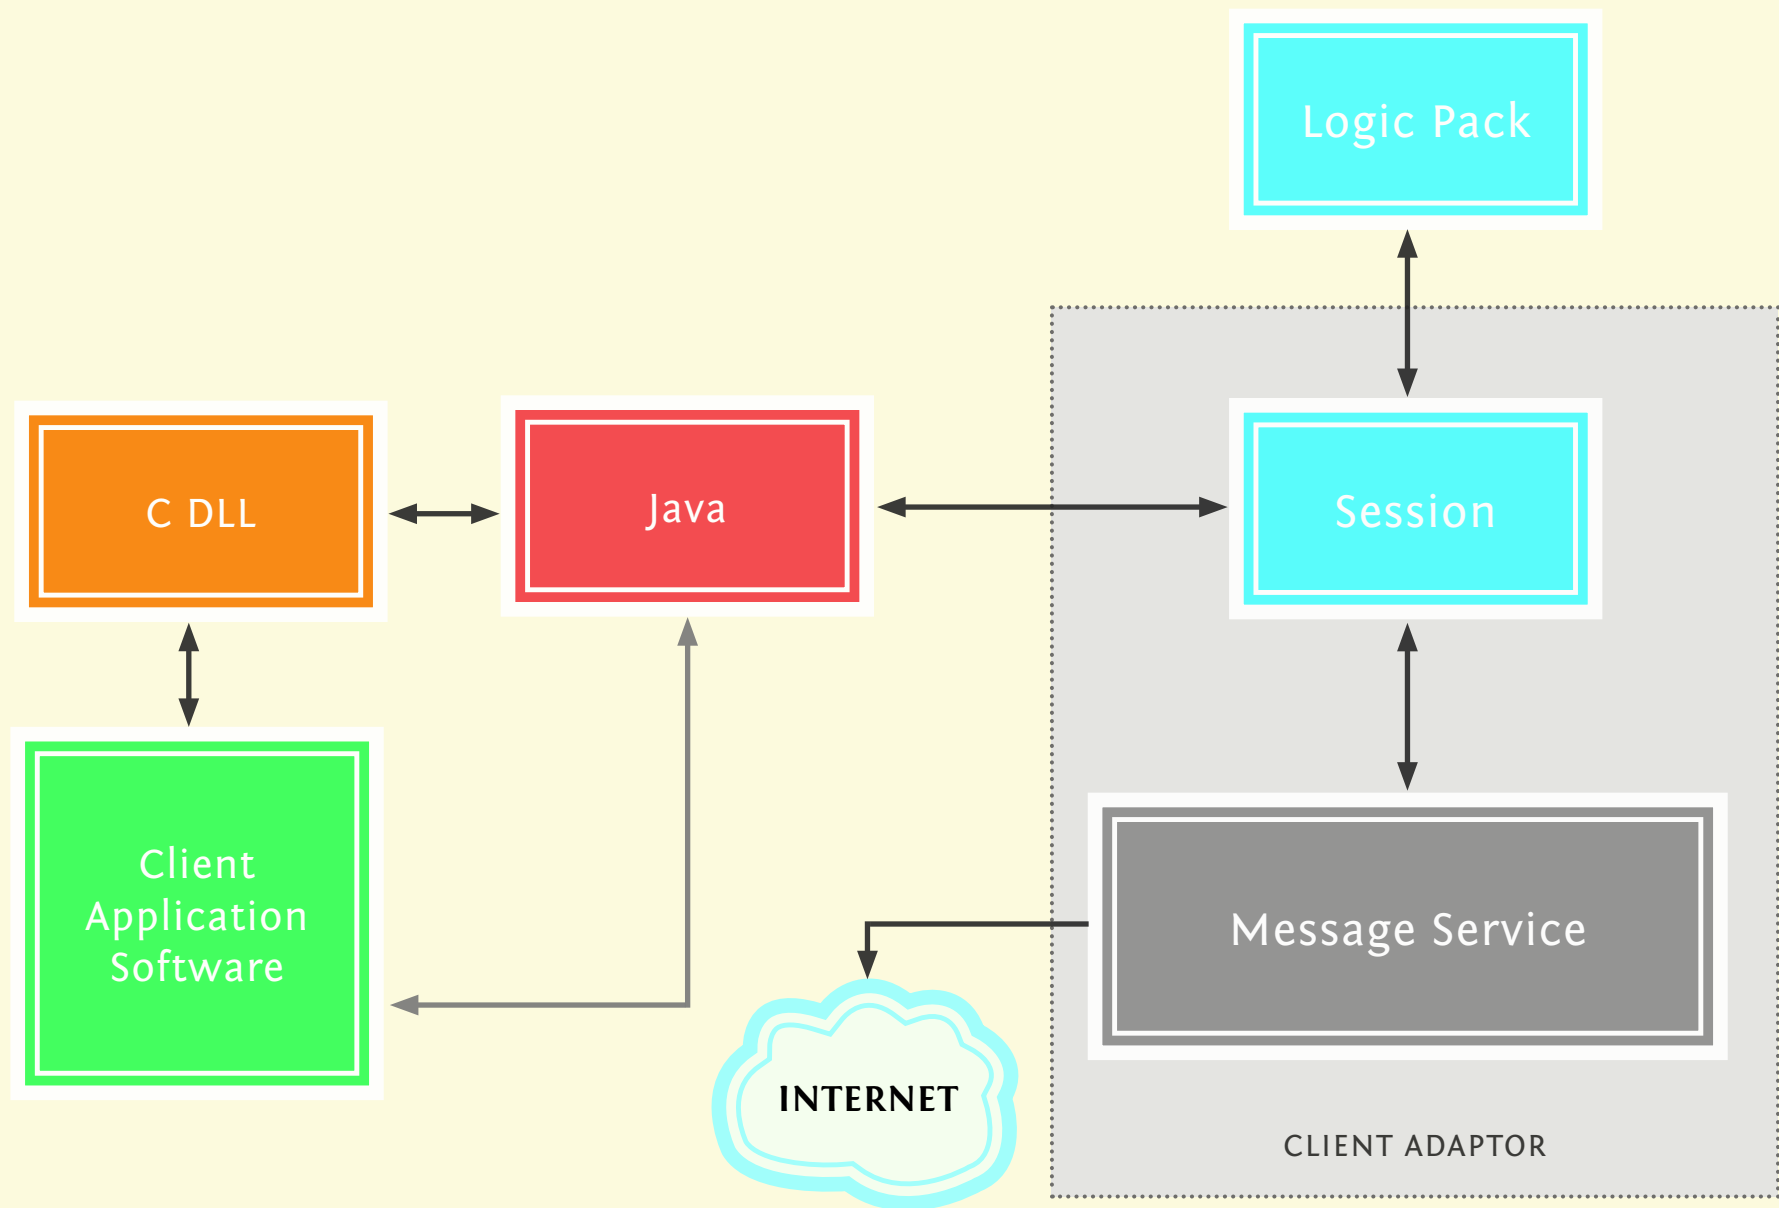 Logic Pack
C DLL
Java
Session
Client
Application
Software
Message Service
INTERNET
CLIENT ADAPTOR